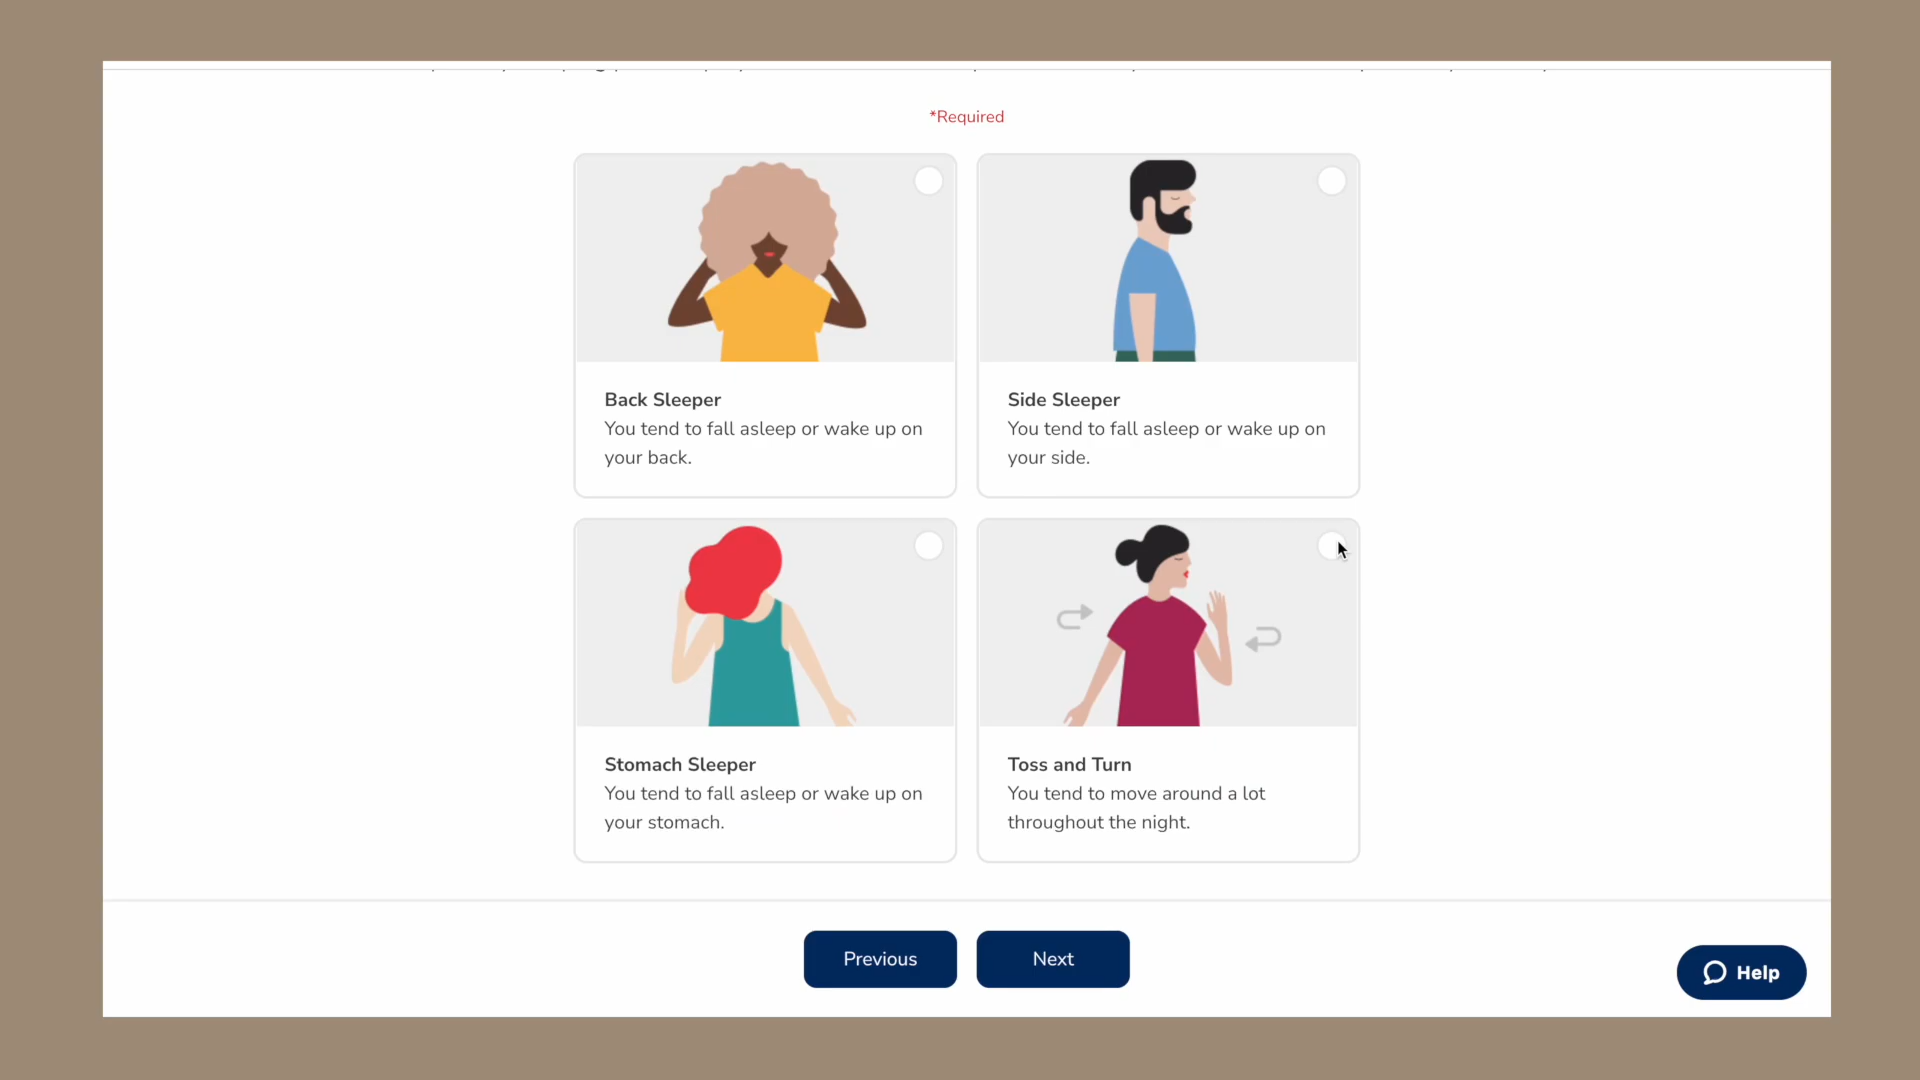 *Required
Back Sleeper
You tend to fall asleep or wake up on
your back.
Side Sleeper
You tend to fall asleep or wake up on
your side.
Stomach Sleeper
You tend to fall asleep or wake up on
your stomach.
Toss and Turn
You tend to move around a lot
throughout the night.
Previous
Next
Help